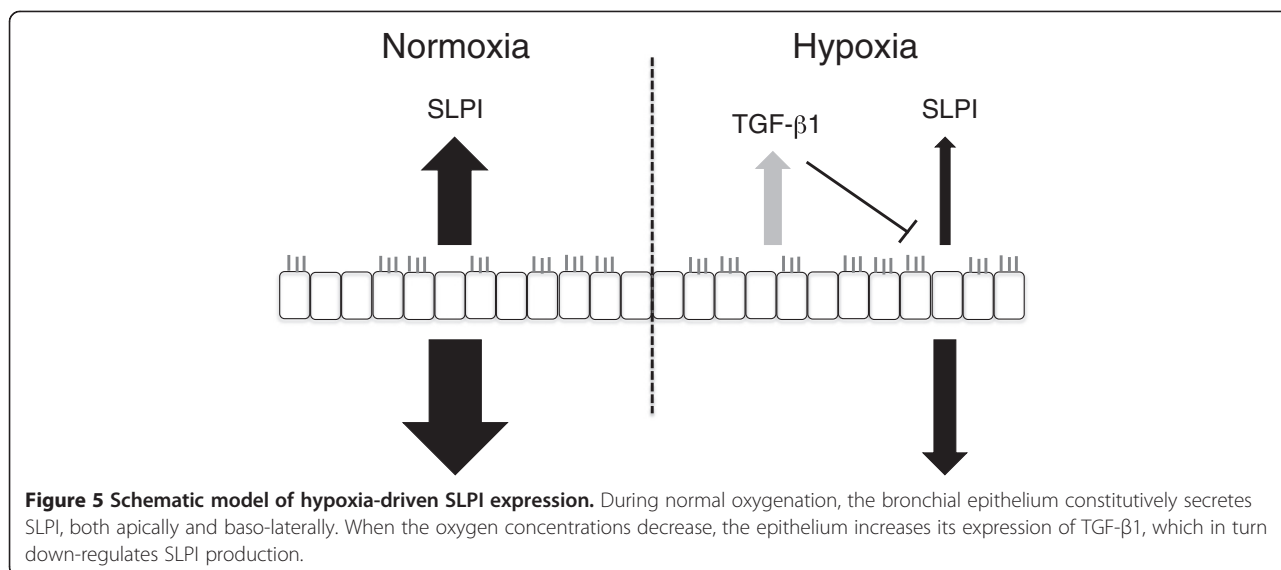 Normoxia
Hypoxia
SLPI
TGF-β1
SLPI
Figure 5 Schematic model of hypoxia-driven SLPI expression. During normal oxygenation, the bronchial epithelium constitutively secretes
SLPI, both apically and baso-laterally. When the oxygen concentrations decrease, the epithelium increases its expression of TGF-β1, which in turn
down-regulates SLPI production.